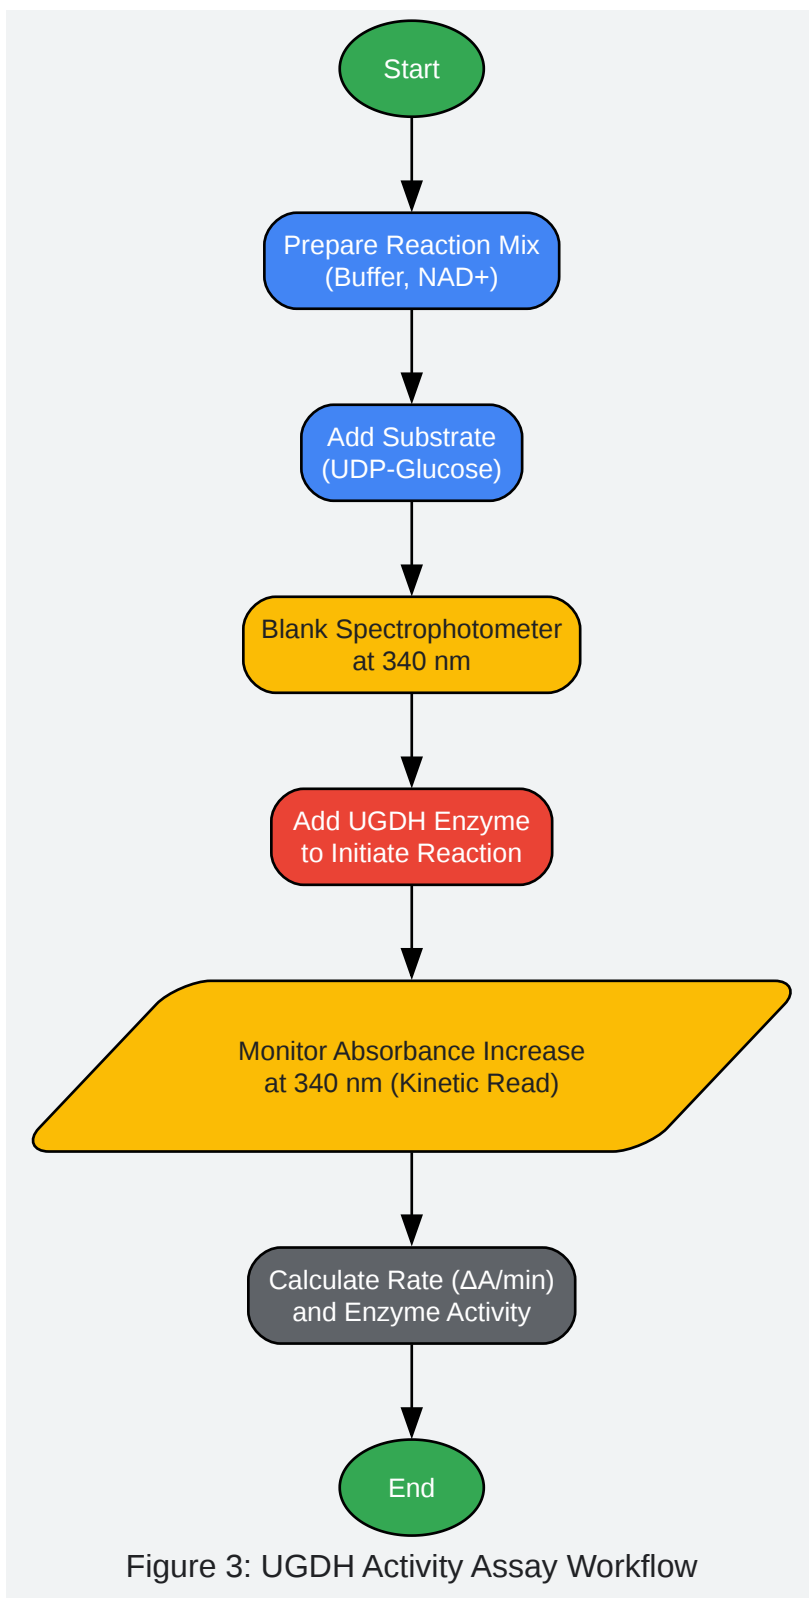 Start
Prepare Reaction Mix
(Buffer, NAD+)
Add Substrate
(UDP-Glucose)
Blank Spectrophotometer
at 340 nm
Add UGDH Enzyme
to Initiate Reaction
Monitor Absorbance Increase
at 340 nm (Kinetic Read)
Calculate Rate (ΔA/min)
and Enzyme Activity
End
Figure 3: UGDH Activity Assay Workflow